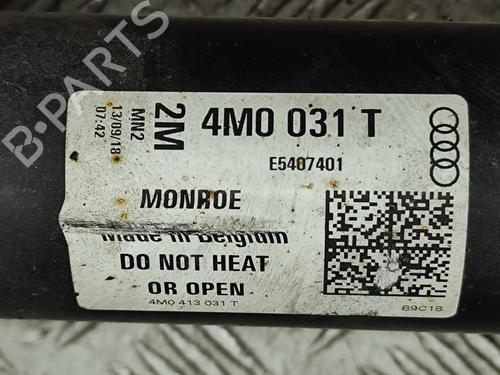 B-PARTS
13/09/18
07:42
MN2
2M
4M0 031 T
E5407401
MONROE
Made in Belgium
DO NOT HEAT
OR OPEN
4M0 413 031 T
B9C18